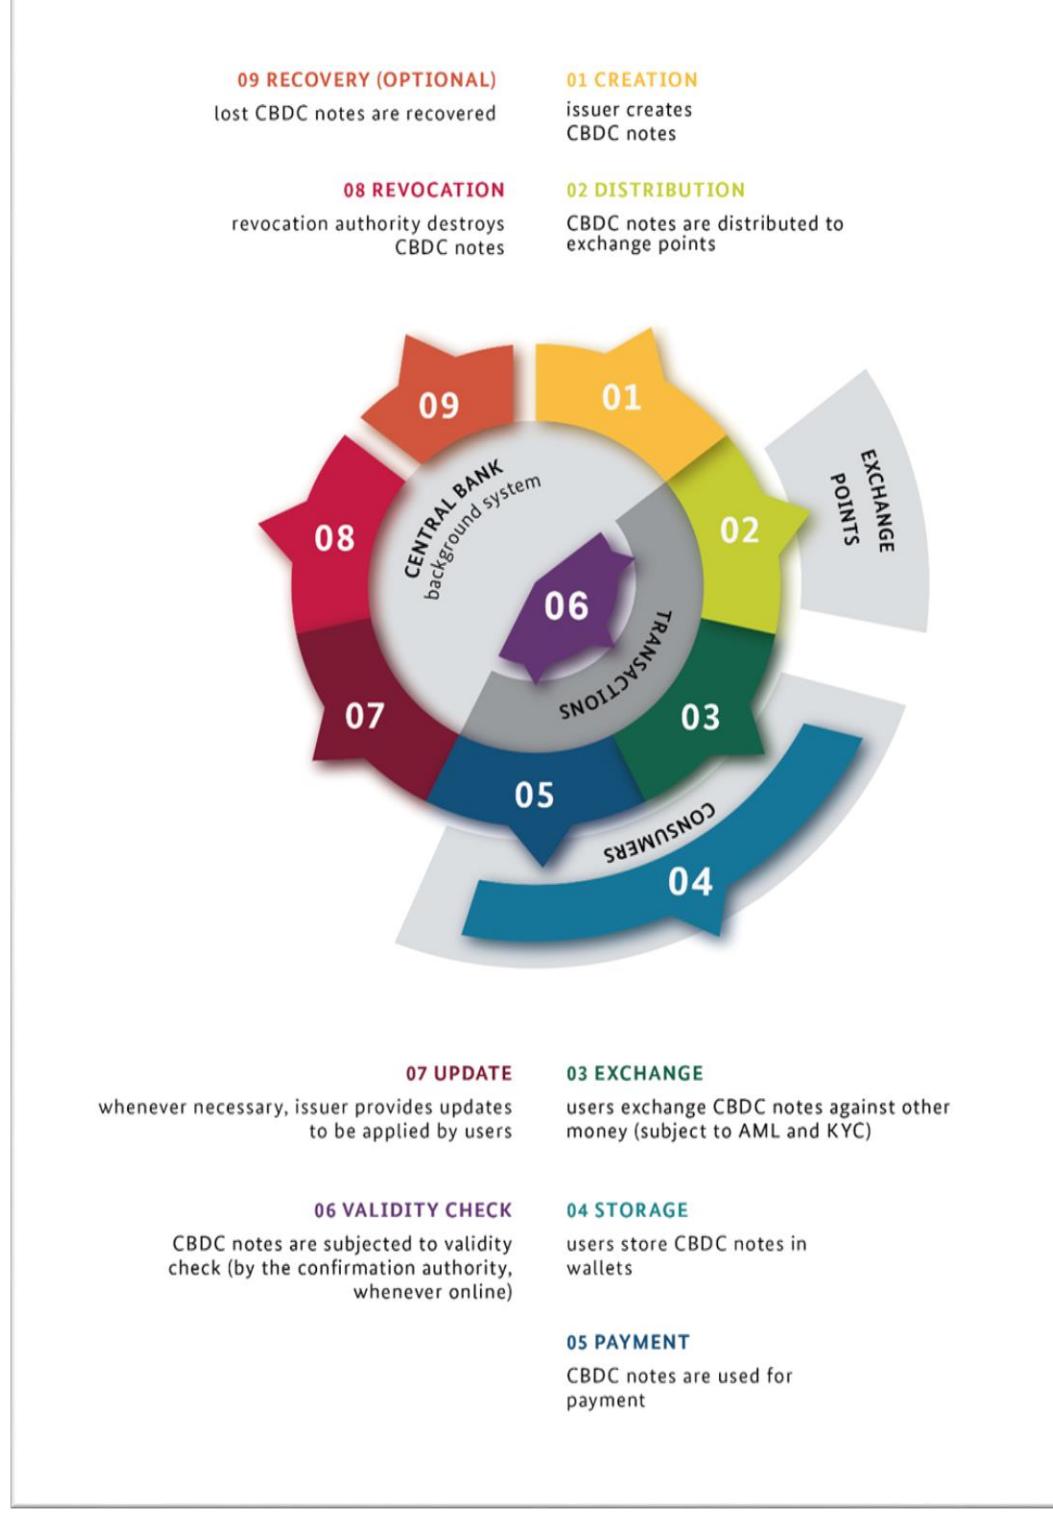 09 RECOVERY (OPTIONAL)
lost CBDC notes are recovered
01 CREATION
issuer creates
CBDC notes
08 REVOCATION
revocation authority destroys
CBDC notes
02 DISTRIBUTION
CBDC notes are distributed to
exchange points
09
01
08
02
CENTRAL BANK
background system
EXCHANGE
POINTS
06
TRANSACTIONS
07
03
05
CONSUMERS
04
07 UPDATE
whenever necessary, issuer provides updates
to be applied by users
03 EXCHANGE
users exchange CBDC notes against other
money (subject to AML and KYC)
06 VALIDITY CHECK
CBDC notes are subjected to validity
check (by the confirmation authority,
whenever online)
04 STORAGE
users store CBDC notes in
wallets
05 PAYMENT
CBDC notes are used for
payment